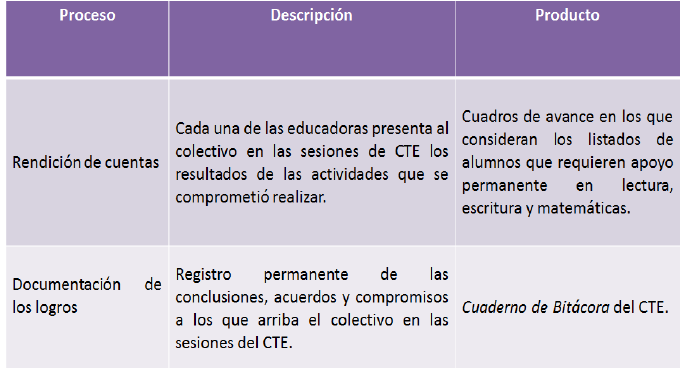 Proceso
Descripción
Producto
Rendición de cuentas
Cada una de las educadoras presenta al
colectivo en las sesiones de CTE los
resultados de las actividades que se
comprometió realizar.
Cuadros de avance en los que
consideran los listados de
alumnos que requieren apoyo
permanente en lectura,
escritura y matemáticas.
Documentación de
los logros
Registro permanente de las
conclusiones, acuerdos y compromisos
a los que arriba el colectivo en las
sesiones del CTE.
Cuaderno de Bitácora del CTE.